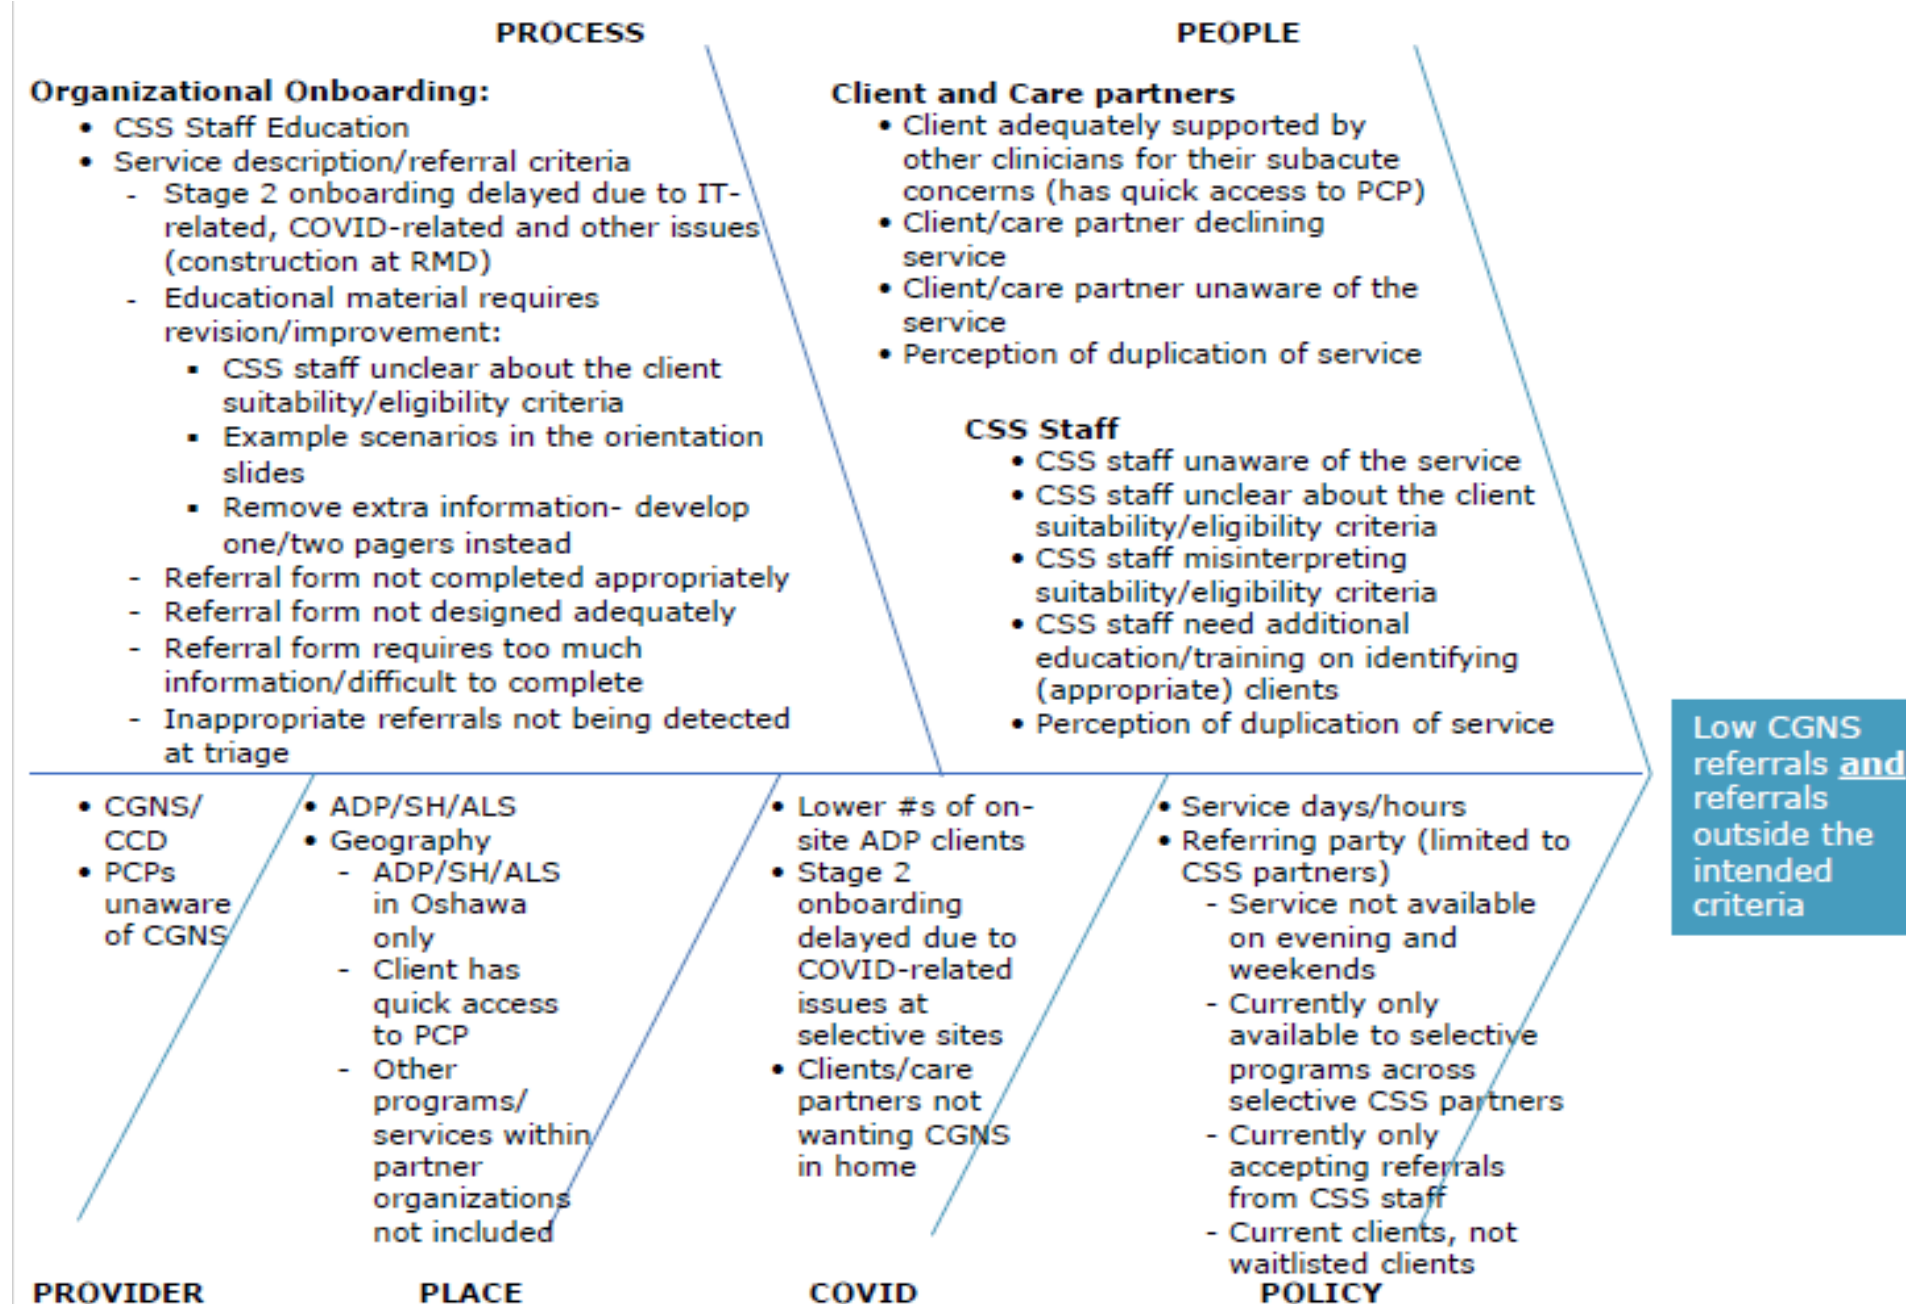 PROCESS
Organizational Onboarding:
• CSS Staff Education
• Service description/referral criteria
- Stage 2 onboarding delayed due to IT-
related, COVID-related and other issues
(construction at RMD)
- Educational material requires
revision/improvement:
▪ CSS staff unclear about the client
suitability/eligibility criteria
▪ Example scenarios in the orientation
slides
▪ Remove extra information- develop
one/two pagers instead
- Referral form not completed appropriately
- Referral form not designed adequately
- Referral form requires too much
information/difficult to complete
- Inappropriate referrals not being detected
at triage
PEOPLE
Client and Care partners
• Client adequately supported by
other clinicians for their subacute
concerns (has quick access to PCP)
• Client/care partner declining
service
• Client/care partner unaware of the
service
• Perception of duplication of service
CSS Staff
• CSS staff unaware of the service
• CSS staff unclear about the client
suitability/eligibility criteria
• CSS staff misinterpreting
suitability/eligibility criteria
• CSS staff need additional
education/training on identifying
(appropriate) clients
• Perception of duplication of service
Low CGNS
referrals and
referrals
outside the
intended
criteria
• CGNS/
CCD
• PCPs
unaware
of CGNS
PROVIDER
• ADP/SH/ALS
• Geography
- ADP/SH/ALS
in Oshawa
only
- Client has
quick access
to PCP
- Other
programs/
services within
partner
organizations
not included
PLACE
• Lower #s of on-
site ADP clients
• Stage 2
onboarding
delayed due to
COVID-related
issues at
selective sites
• Clients/care
partners not
wanting CGNS
in home
COVID
• Service days/hours
• Referring party (limited to
CSS partners)
- Service not available
on evening and
weekends
- Currently only
available to selective
programs across
selective CSS partners
- Currently only
accepting referrals
from CSS staff
- Current clients, not
waitlisted clients
POLICY